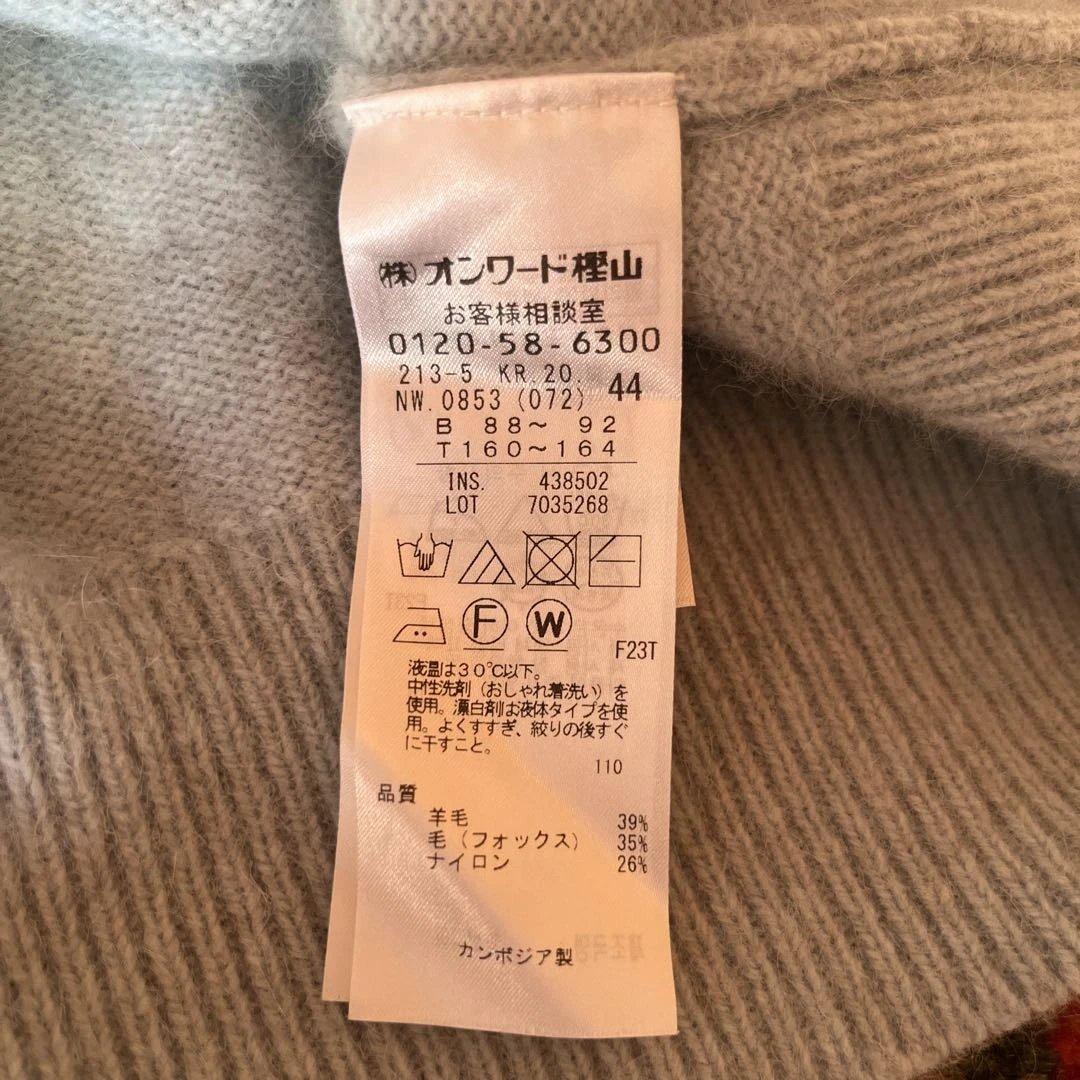 ㈱オンワード樫山
お客様相談室
0120-58-6300
213-5 KR.20. 44
NW.0853(072)
B 88～ 92
T160～164
INS. 438502
LOT 7035268
F W
F23T
液温は30℃以下。
中性洗剤(おしゃれ着洗い)を
使用。漂白剤は液体タイプを使
用。よくすすぎ、絞りの後すぐ
に干すこと。
110
品質
羊毛 39%
毛(フォックス) 35%
ナイロン 26%
カンボジア製